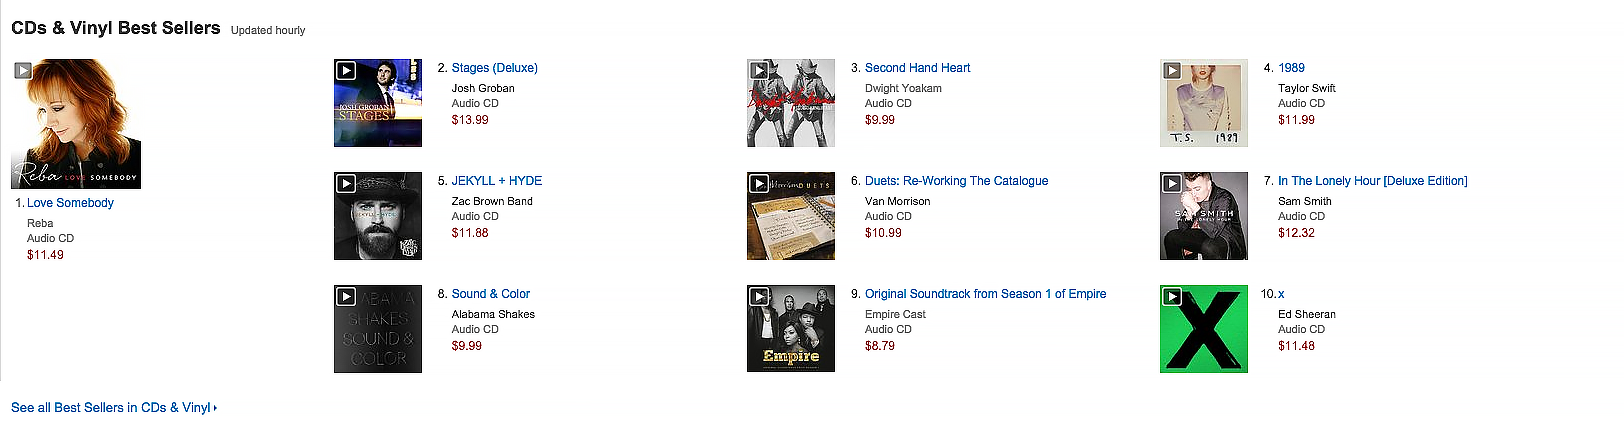 CDs & Vinyl Best Sellers Updated hourly
Reba LOVE SOMEBODY
1. Love Somebody
Reba
Audio CD
$11.49
JOSH GROBAN
STAGES
2. Stages (Deluxe)
Josh Groban
Audio CD
$13.99
3. Second Hand Heart
Dwight Yoakam
Audio CD
$9.99
T.S. 1989
4. 1989
Taylor Swift
Audio CD
$11.99
JEKYLL + HYDE
5. JEKYLL + HYDE
Zac Brown Band
Audio CD
$11.88
DUETS
6. Duets: Re-Working The Catalogue
Van Morrison
Audio CD
$10.99
SAM SMITH
IN THE LONELY HOUR
7. In The Lonely Hour [Deluxe Edition]
Sam Smith
Audio CD
$12.32
ALABAMA
SHAKES
SOUND &
COLOR
8. Sound & Color
Alabama Shakes
Audio CD
$9.99
Empire
9. Original Soundtrack from Season 1 of Empire
Empire Cast
Audio CD
$8.79
X
10. x
Ed Sheeran
Audio CD
$11.48
See all Best Sellers in CDs & Vinyl